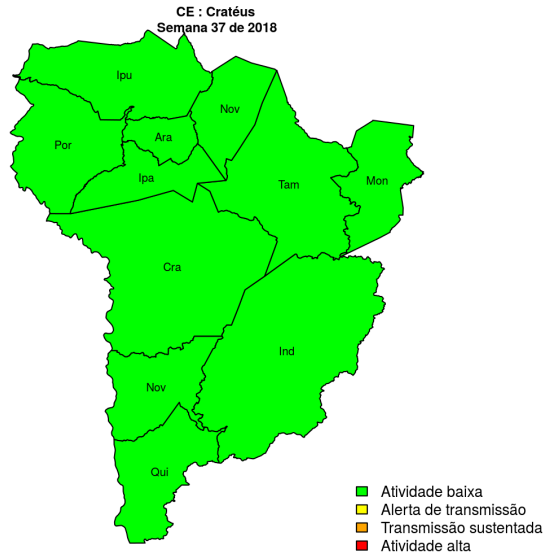 CE : Cratéus
Semana 37 de 2018
Ipu
Nov
Ara
Por
Ipa
Tam
Mon
Cra
Ind
Nov
Qui
Atividade baixa
Alerta de transmissão
Transmissão sustentada
Atividade alta